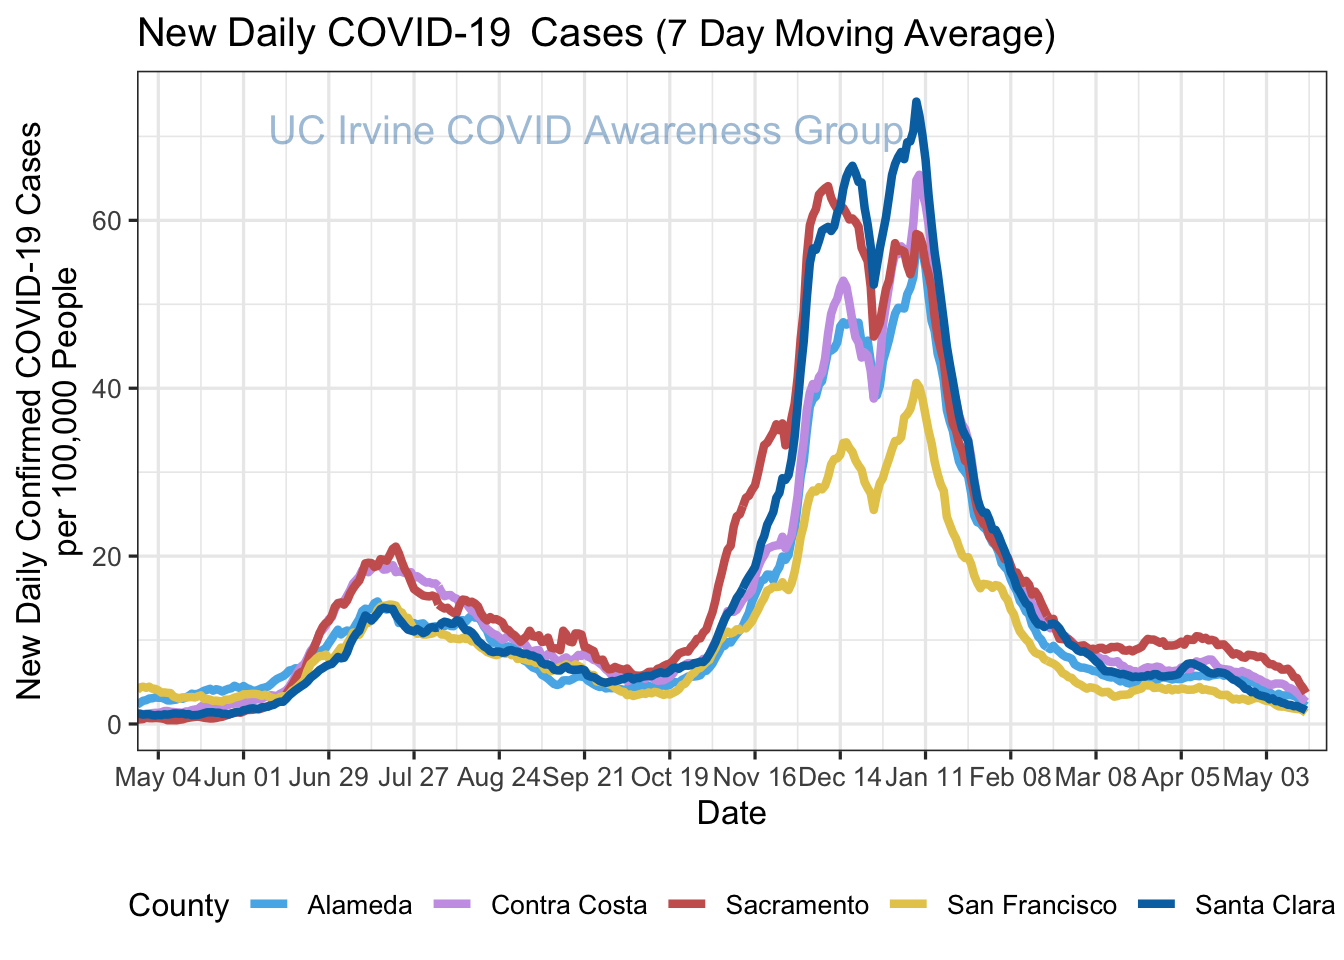 New Daily COVID-19 Cases (7 Day Moving Average)
UC Irvine COVID Awareness Group
New Daily Confirmed COVID-19 Cases
per 100,000 People
60
40
20
0
May 04 Jun 01 Jun 29 Jul 27 Aug 24 Sep 21 Oct 19 Nov 16 Dec 14 Jan 11 Feb 08 Mar 08 Apr 05 May 03
Date
County Alameda Contra Costa Sacramento San Francisco Santa Clara